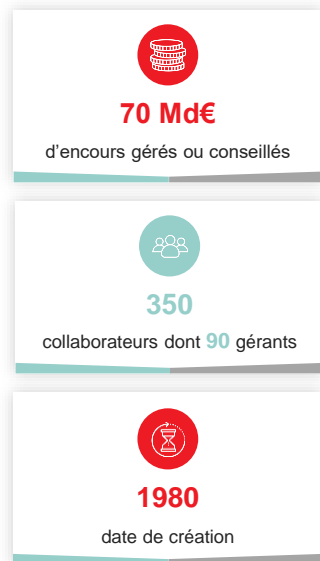 70 Md€
d'encours gérés ou conseillés
350
collaborateurs dont 90 gérants
1980
date de création